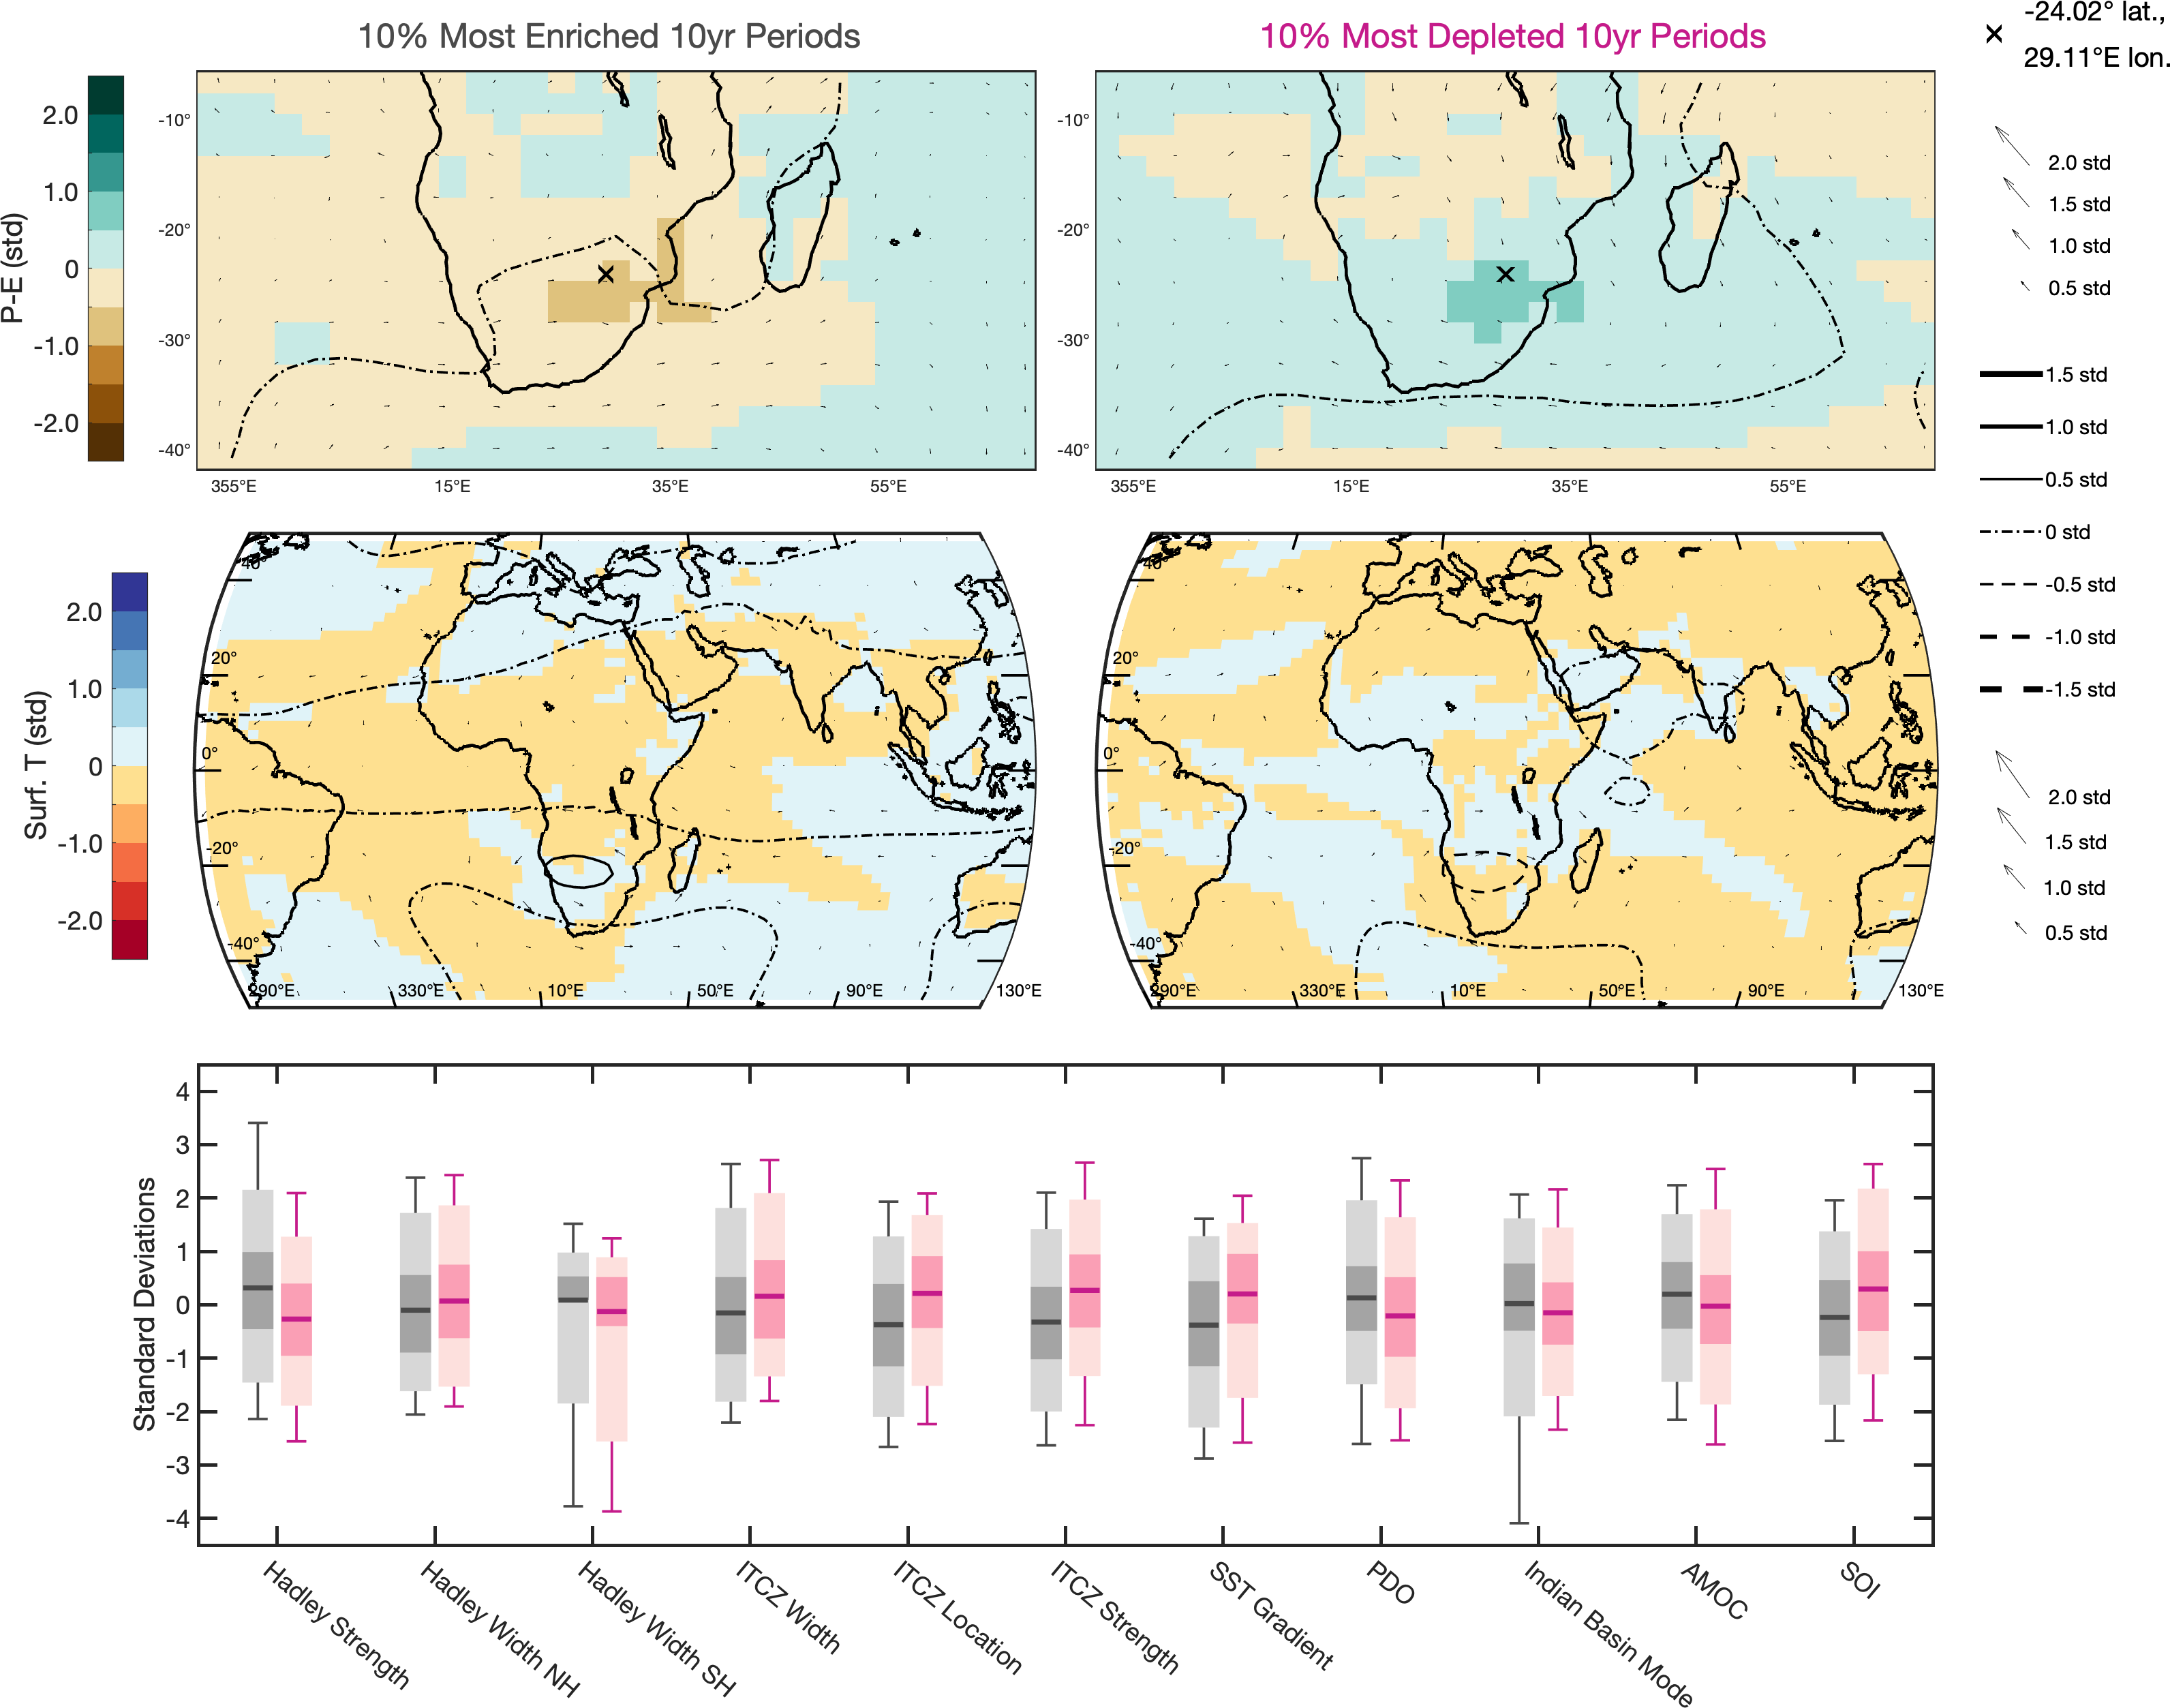 10% Most Enriched 10yr Periods
10% Most Depleted 10yr Periods
-24.02° lat.,
29.11°E lon.
P-E (std)
2.0
1.0
0
-1.0
-2.0
-10°
-20°
-30°
-40°
355°E
15°E
35°E
55°E
-10°
-20°
-30°
-40°
355°E
15°E
35°E
55°E
2.0 std
1.5 std
1.0 std
0.5 std
1.5 std
1.0 std
0.5 std
0 std
-0.5 std
-1.0 std
-1.5 std
2.0 std
1.5 std
1.0 std
0.5 std
Surf. T (std)
2.0
1.0
0
-1.0
-2.0
40°
20°
0°
-20°
-40°
290°E
330°E
10°E
50°E
90°E
130°E
40°
20°
0°
-20°
-40°
290°E
330°E
10°E
50°E
90°E
130°E
Standard Deviations
4
3
2
1
0
-1
-2
-3
-4
Hadley Strength
Hadley Width NH
Hadley Width SH
ITCZ Width
ITCZ Location
ITCZ Strength
SST Gradient
PDO
Indian Basin Mode
AMOC
SOI